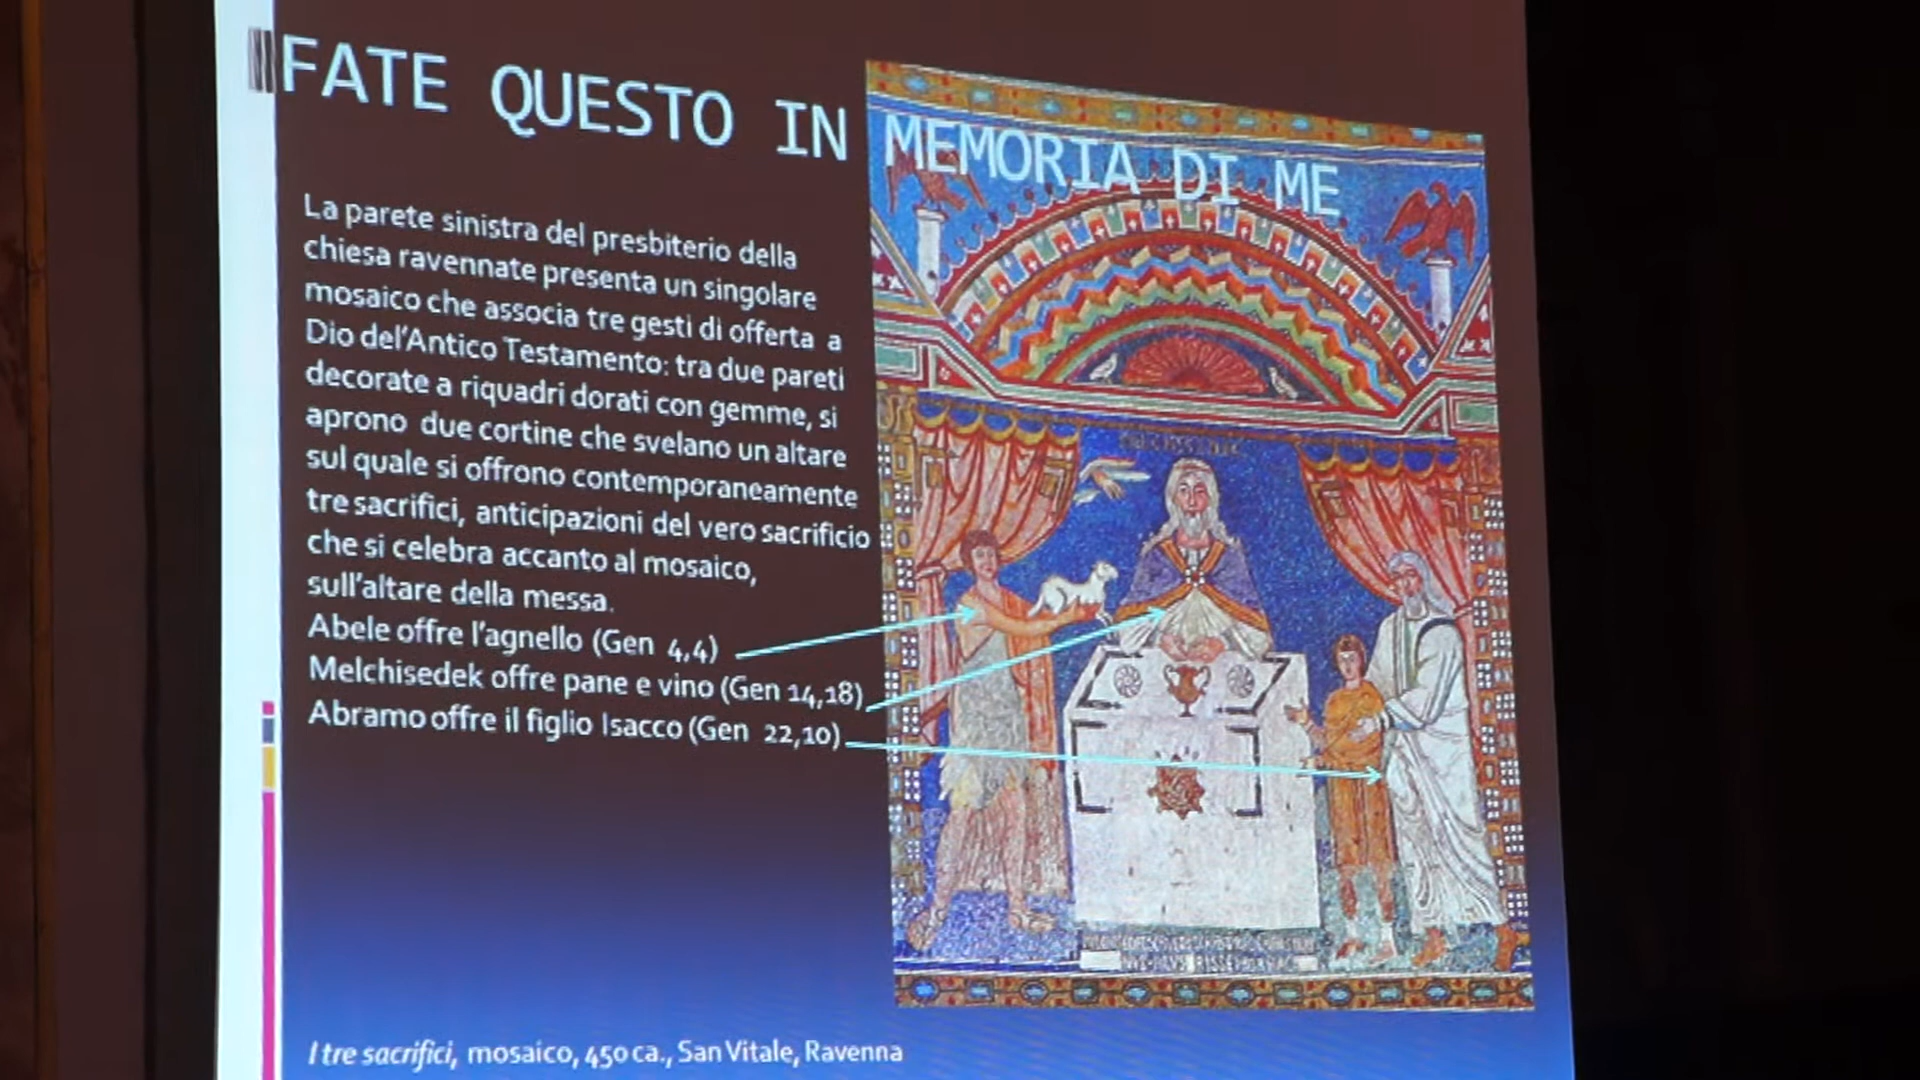 FATE QUESTO IN MEMORIA DI ME
La parete sinistra del presbiterio della
chiesa ravennate presenta un singolare
mosaico che associa tre gesti di offerta a
Dio del'Antico Testamento: tra due pareti
decorate a riquadri dorati con gemme, si
aprono due cortine che svelano un altare
sul quale si offrono contemporaneamente
tre sacrifici, anticipazioni del vero sacrificio
che si celebra accanto al mosaico,
sull'altare della messa.
Abele offre l'agnello (Gen 4,4)
Melchisedek offre pane e vino (Gen 14,18)
Abramo offre il figlio Isacco (Gen 22,10)
I tre sacrifici, mosaico, 450 ca., San Vitale, Ravenna